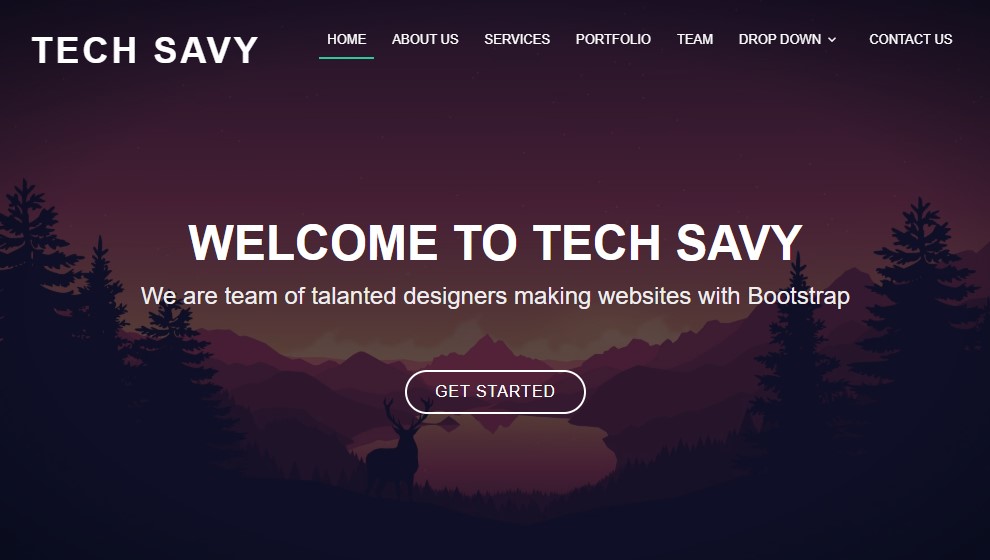 TECH SAVY
HOME ABOUT US SERVICES PORTFOLIO TEAM DROP DOWN CONTACT US
WELCOME TO TECH SAVY
We are team of talanted designers making websites with Bootstrap
GET STARTED